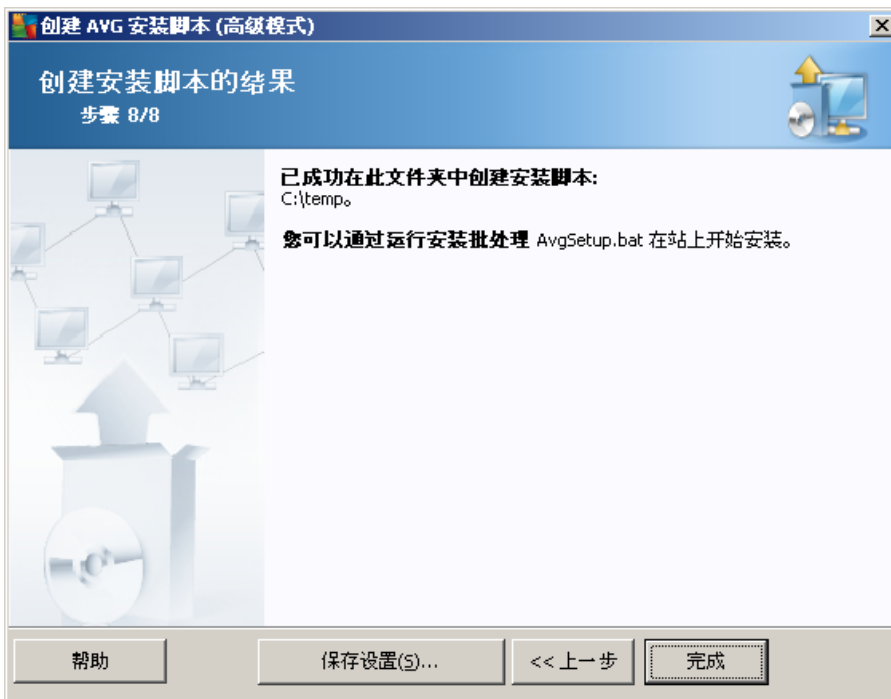 创建 AVG 安装脚本 (高级模式)
创建安装脚本的结果
步骤 8/8
已成功在此文件夹中创建安装脚本:
C:\temp。
您可以通过运行安装批处理 AvgSetup.bat 在站上开始安装。
帮助
保存设置(S)...
<< 上一步
完成